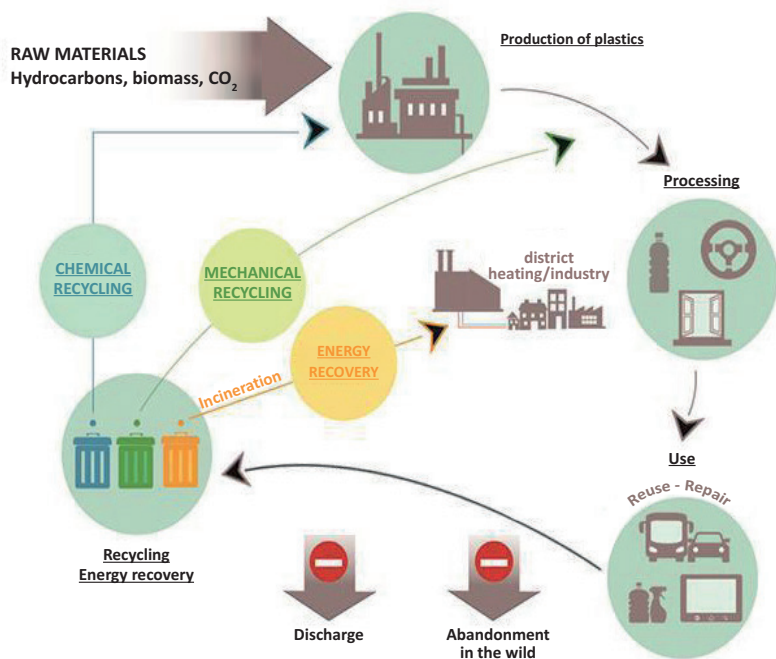 RAW MATERIALS
Hydrocarbons, biomass, CO₂
Production of plastics
Processing
CHEMICAL
RECYCLING
MECHANICAL
RECYCLING
district
heating/industry
ENERGY
RECOVERY
Incineration
Use
Reuse - Repair
Recycling
Energy recovery
Discharge
Abandonment
in the wild